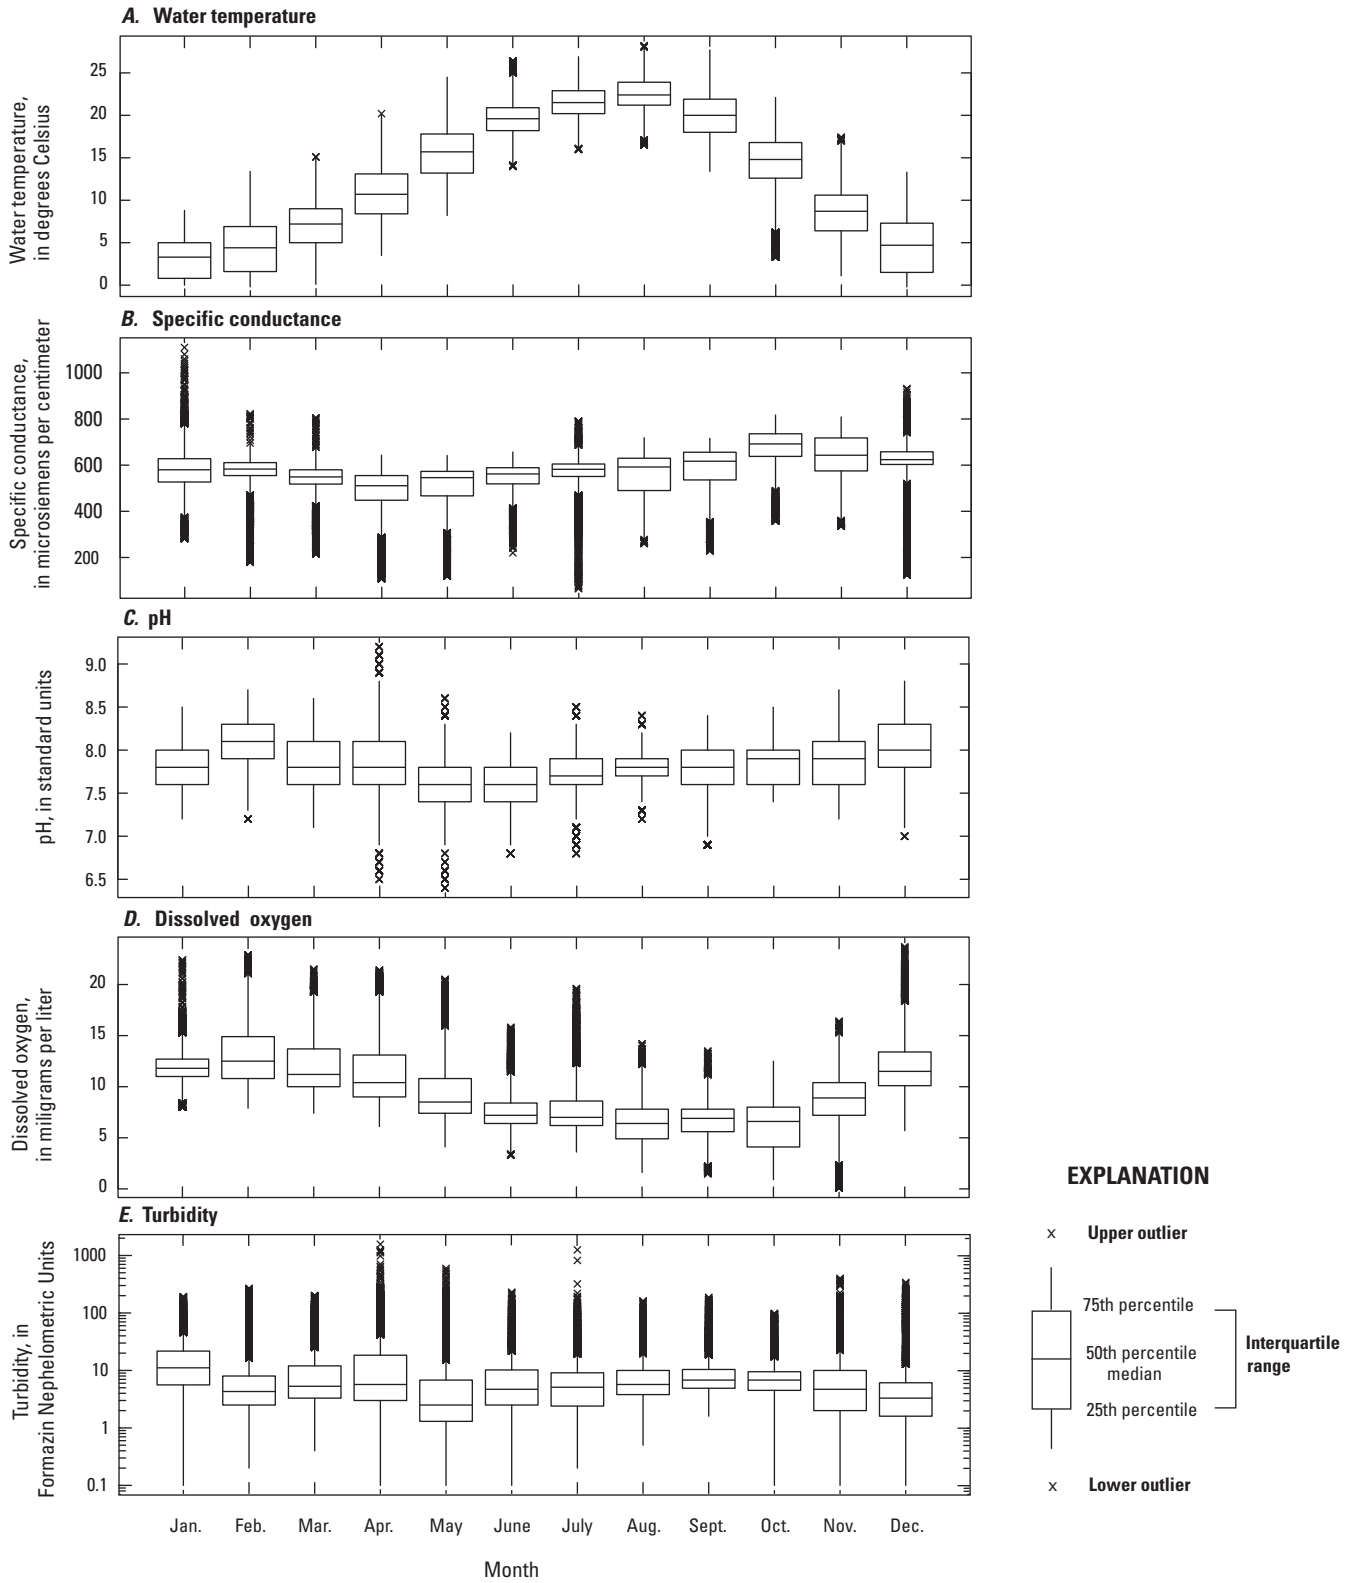 A. Water temperature
Water temperature,
in degrees Celsius
25
20
15
10
5
0
B. Specific conductance
Specific conductance,
in microsiemens per centimeter
1000
800
600
400
200
C. pH
pH, in standard units
9.0
8.5
8.0
7.5
7.0
6.5
D. Dissolved oxygen
Dissolved oxygen,
in miligrams per liter
20
15
10
5
0
E. Turbidity
Turbidity, in
Formazin Nephelometric Units
1000
100
10
1
0.1
Jan. Feb. Mar. Apr. May June July Aug. Sept. Oct. Nov. Dec.
Month
EXPLANATION
x Upper outlier
75th percentile
50th percentile
median
25th percentile
Interquartile
range
x Lower outlier